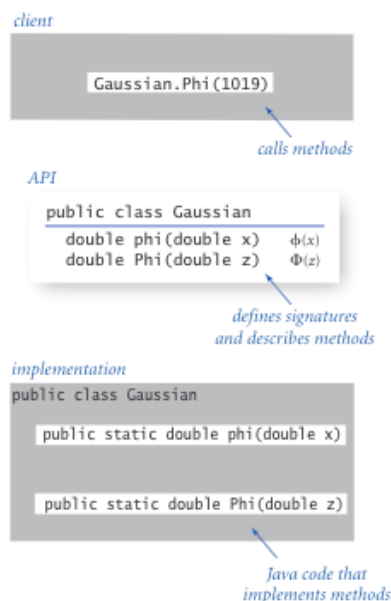 client
Gaussian.Phi(1019)
calls methods
API
public class Gaussian
double phi(double x) ϕ(x)
double Phi(double z) Φ(z)
defines signatures
and describes methods
implementation
public class Gaussian
public static double phi(double x)
public static double Phi(double z)
Java code that
implements methods